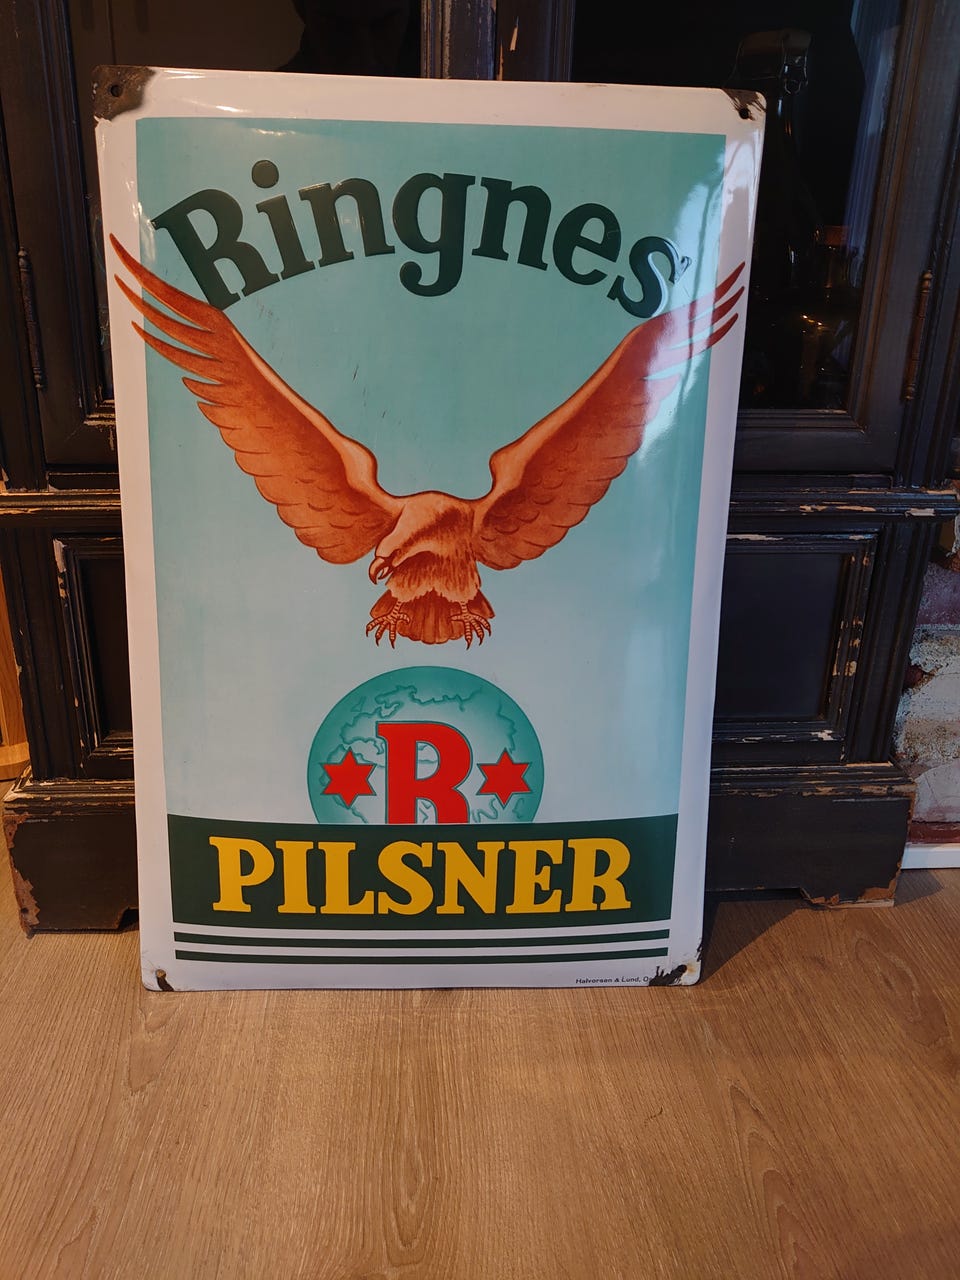 Ringnes
R
PILSNER
Halvorsen & Lund,